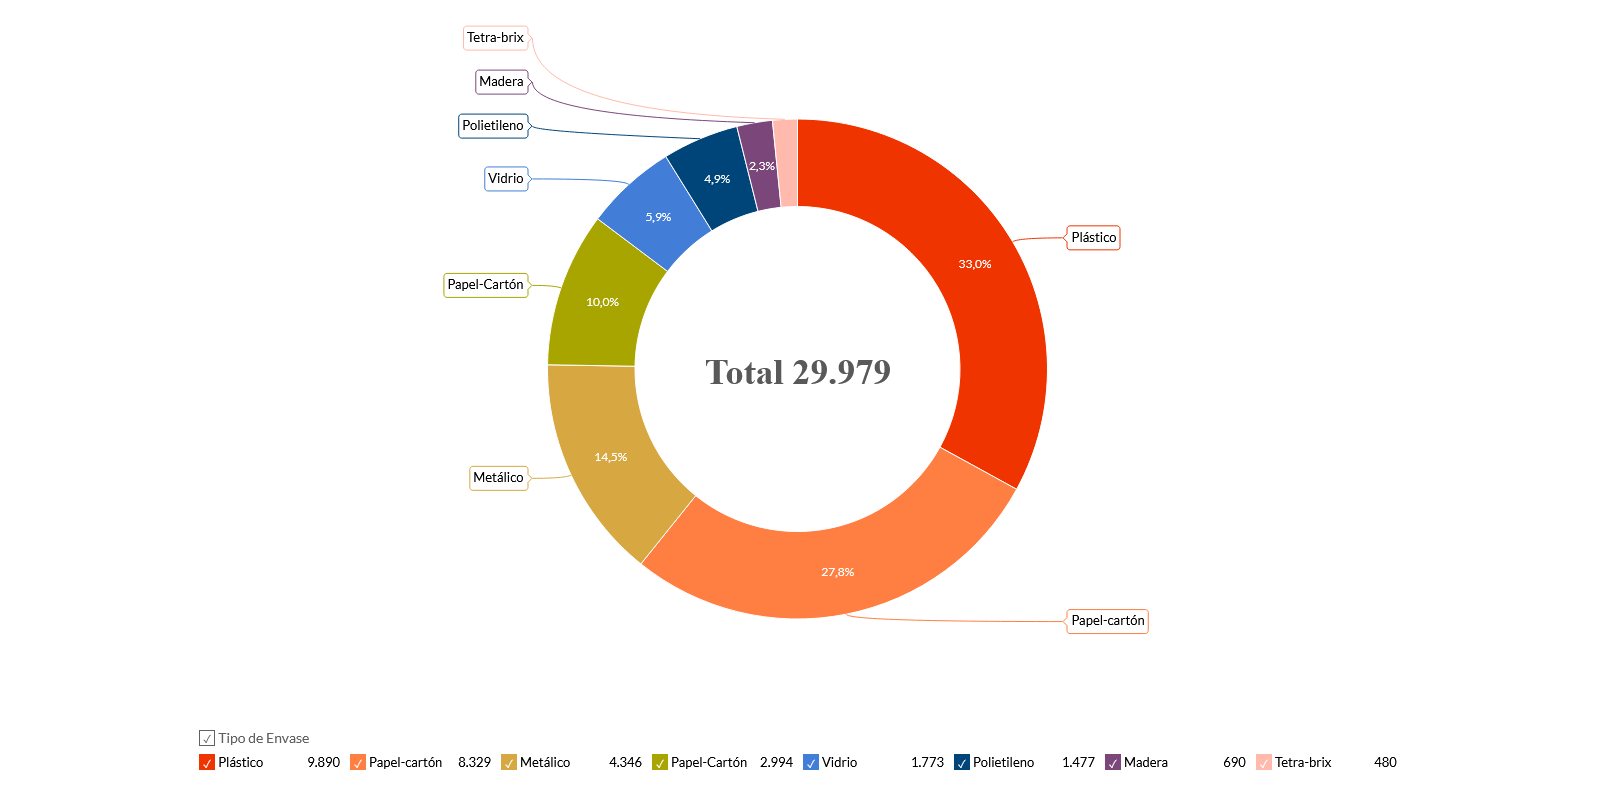 Tetra-brix
Madera
Polietileno
Vidrio
Papel-Cartón
Metálico
Plástico
Papel-cartón
2,3%
4,9%
5,9%
10,0%
14,5%
33,0%
27,8%
Total 29.979
Tipo de Envase
Plástico 9.890 Papel-cartón 8.329 Metálico 4.346 Papel-Cartón 2.994 Vidrio 1.773 Polietileno 1.477 Madera 690 Tetra-brix 480